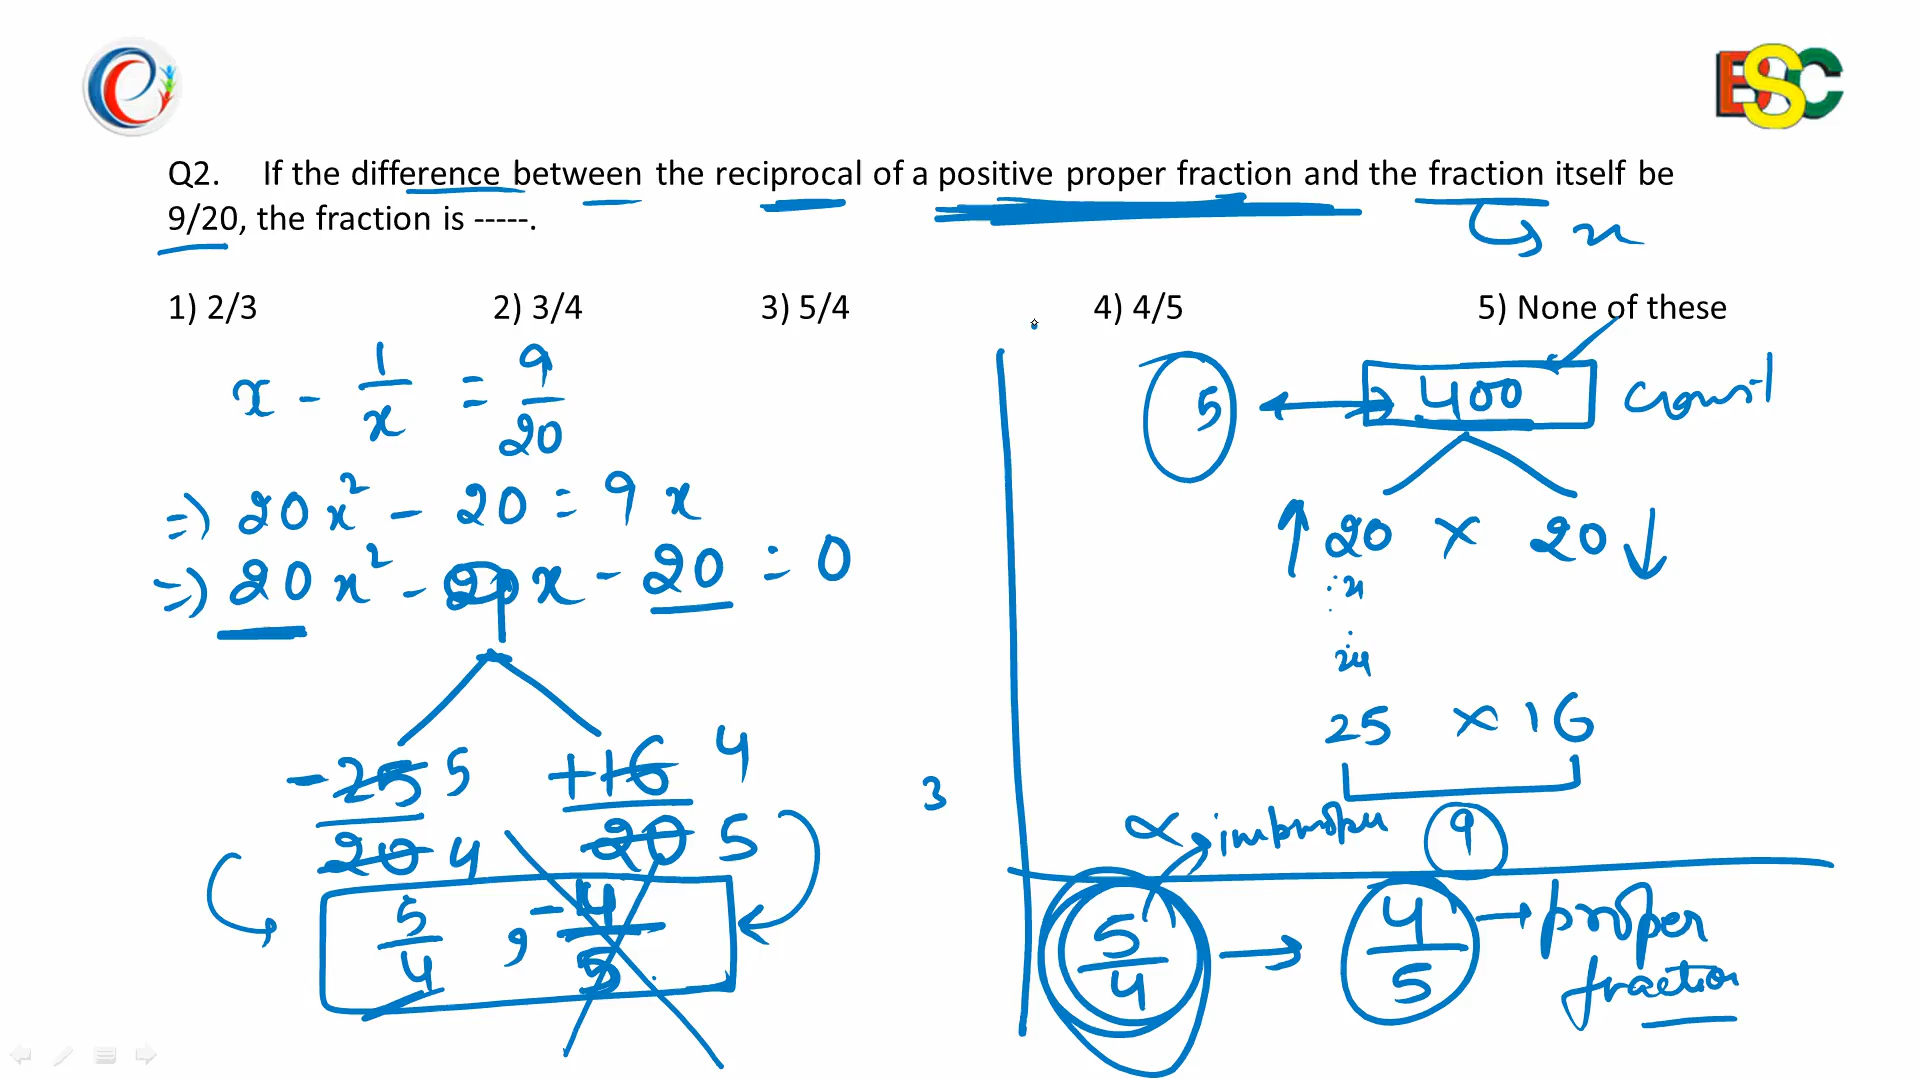 ESC
Q2. If the difference between the reciprocal of a positive proper fraction and the fraction itself be
9/20, the fraction is -----.
x
1) 2/3 2) 3/4 3) 5/4 4) 4/5 5) None of these
x - 1/x = 9/20
=> 20x² - 20 = 9x
=> 20x² - 9x - 20 = 0
-25 5 +16 4
20 4 20 5
5/4 , -4/5
3
5 400
20 × 20
24
25 × 16
9
improper
5/4 → 4/5 → proper
fraction